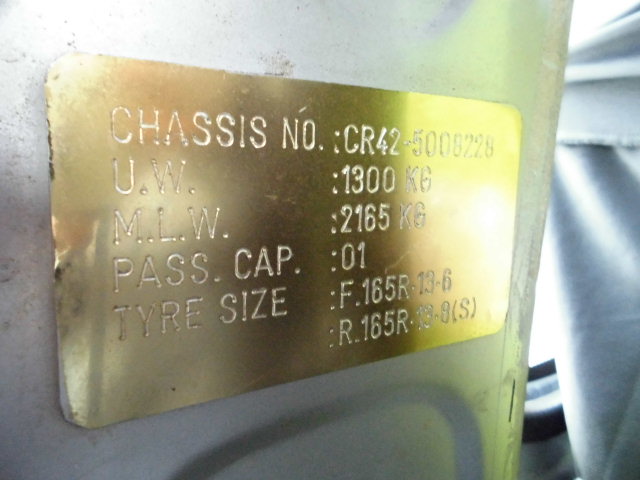 CHASSIS NO. :CR42-5008228
U.W. :1300 KG
M.L.W. :2165 KG
PASS. CAP. :01
TYRE SIZE :F.165R-13-6
:R.165R-13-8(S)